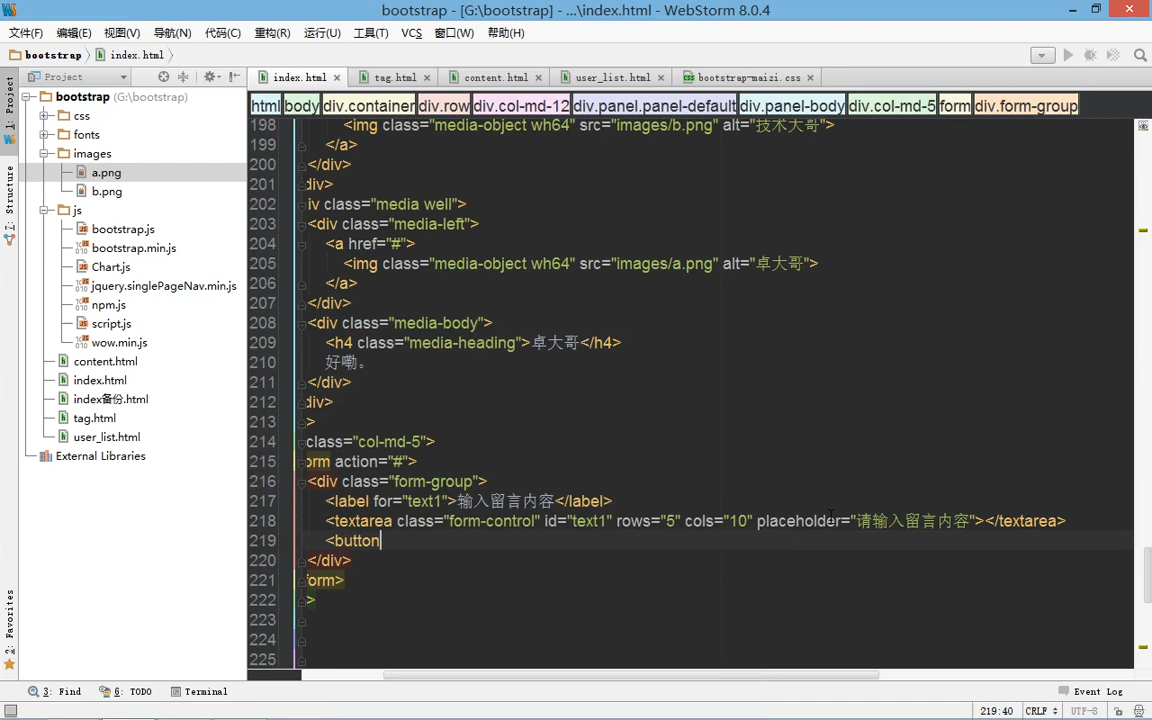 bootstrap - [G:\bootstrap] - ...\index.html - WebStorm 8.0.4
文件(F) 编辑(E) 视图(V) 导航(N) 代码(C) 重构(R) 运行(U) 工具(T) VCS 窗口(W) 帮助(H)
bootstrap index.html
Project index.html tag.html content.html user_list.html bootstrap-maizi.css
html body div.container div.row div.col-md-12 div.panel.panel-default div.panel-body div.col-md-5 form div.form-group
1: Project
7: Structure
2: Favorites
bootstrap (G:\bootstrap)
css
fonts
images
a.png
b.png
js
bootstrap.js
bootstrap.min.js
Chart.js
jquery.singlePageNav.min.js
npm.js
script.js
wow.min.js
content.html
index.html
index备份.html
tag.html
user_list.html
External Libraries
198 <img class="media-object wh64" src="images/b.png" alt="技术大哥">
199 </a>
200 </div>
201 div>
202 iv class="media well">
203 <div class="media-left">
204 <a href="#">
205 <img class="media-object wh64" src="images/a.png" alt="卓大哥">
206 </a>
207 </div>
208 <div class="media-body">
209 <h4 class="media-heading">卓大哥</h4>
210 好嘞。
211 </div>
212 div>
213 >
214 class="col-md-5">
215 orm action="#">
216 <div class="form-group">
217 <label for="text1">输入留言内容</label>
218 <textarea class="form-control" id="text1" rows="5" cols="10" placeholder="请输入留言内容"></textarea>
219 <button
220 </div>
221 form>
222 >
223
224
225
3: Find 6: TODO Terminal Event Log
219:40 CRLF UTF-8